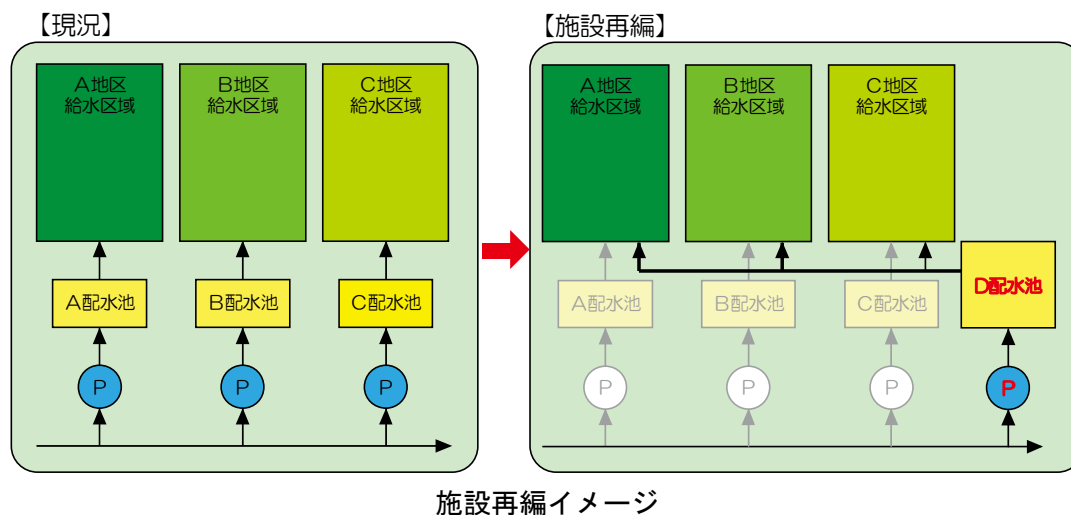 【現況】
A地区
給水区域
B地区
給水区域
C地区
給水区域
A配水池
B配水池
C配水池
P
P
P
【施設再編】
A地区
給水区域
B地区
給水区域
C地区
給水区域
A配水池
B配水池
C配水池
D配水池
P
P
P
P
施設再編イメージ